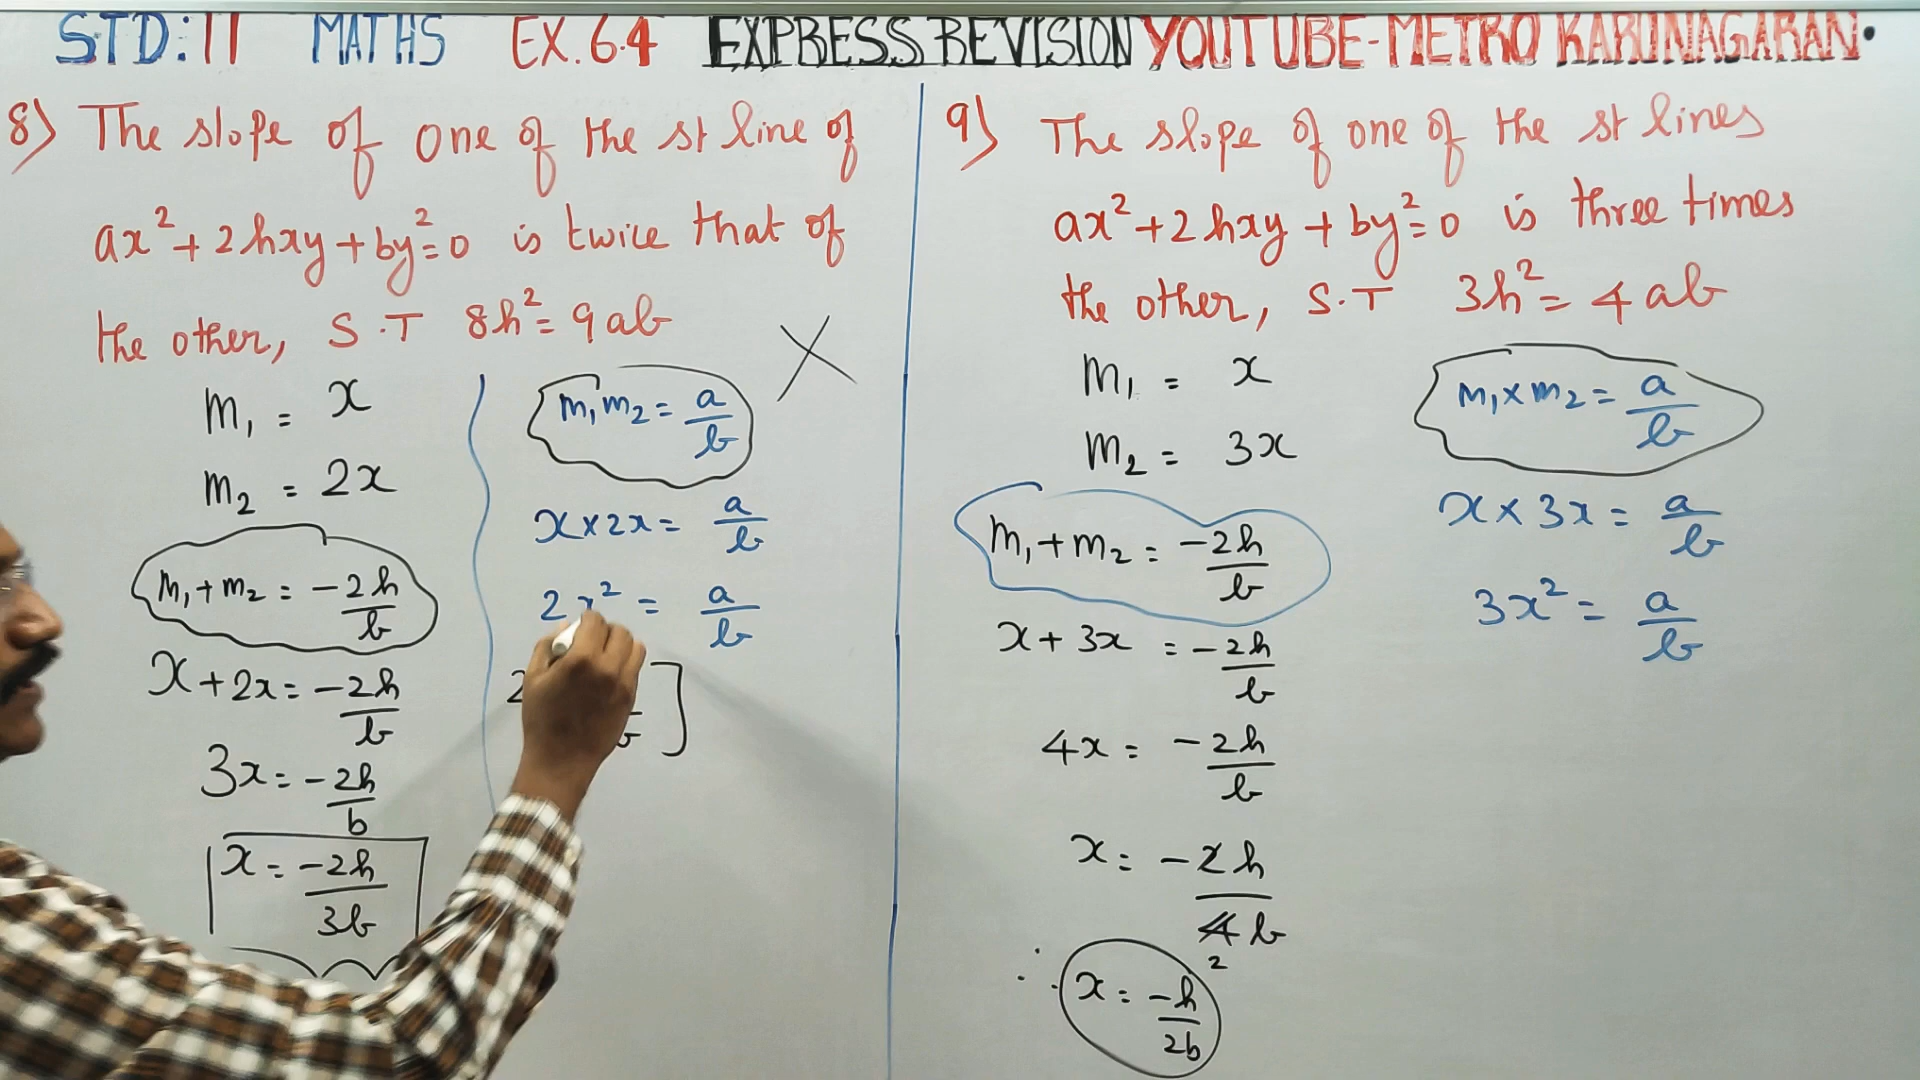 STD:11 MATHS EX.6.4 EXPRESS REVISION YOUTUBE-METRO KARUNAGARAN.
8) The slope of one of the st line of
ax²+2hxy+by²=0 is twice that of
the other, S.T 8h²=9ab
m₁ = x
m₂ = 2x
m₁+m₂ = -2h/b
x+2x = -2h/b
3x = -2h/b
x = -2h/3b
m₁m₂ = a/b
x×2x = a/b
2x² = a/b
2
9) The slope of one of the st lines
ax²+2hxy+by²=0 is three times
the other, S.T 3h²=4ab
m₁ = x
m₂ = 3x
m₁+m₂ = -2h/b
x+3x = -2h/b
4x = -2h/b
x = -2h/4b
2
∴ x = -h/2b
m₁×m₂ = a/b
x×3x = a/b
3x² = a/b